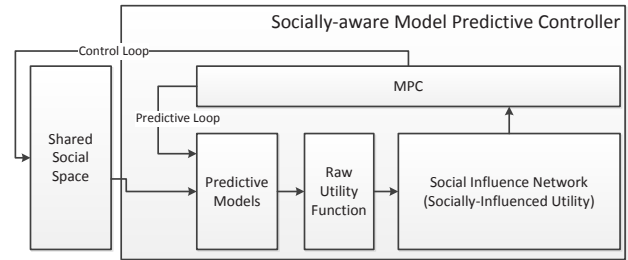 Socially-aware Model Predictive Controller
Control Loop
MPC
Predictive Loop
Shared
Social
Space
Predictive
Models
Raw
Utility
Function
Social Influence Network
(Socially-Influenced Utility)